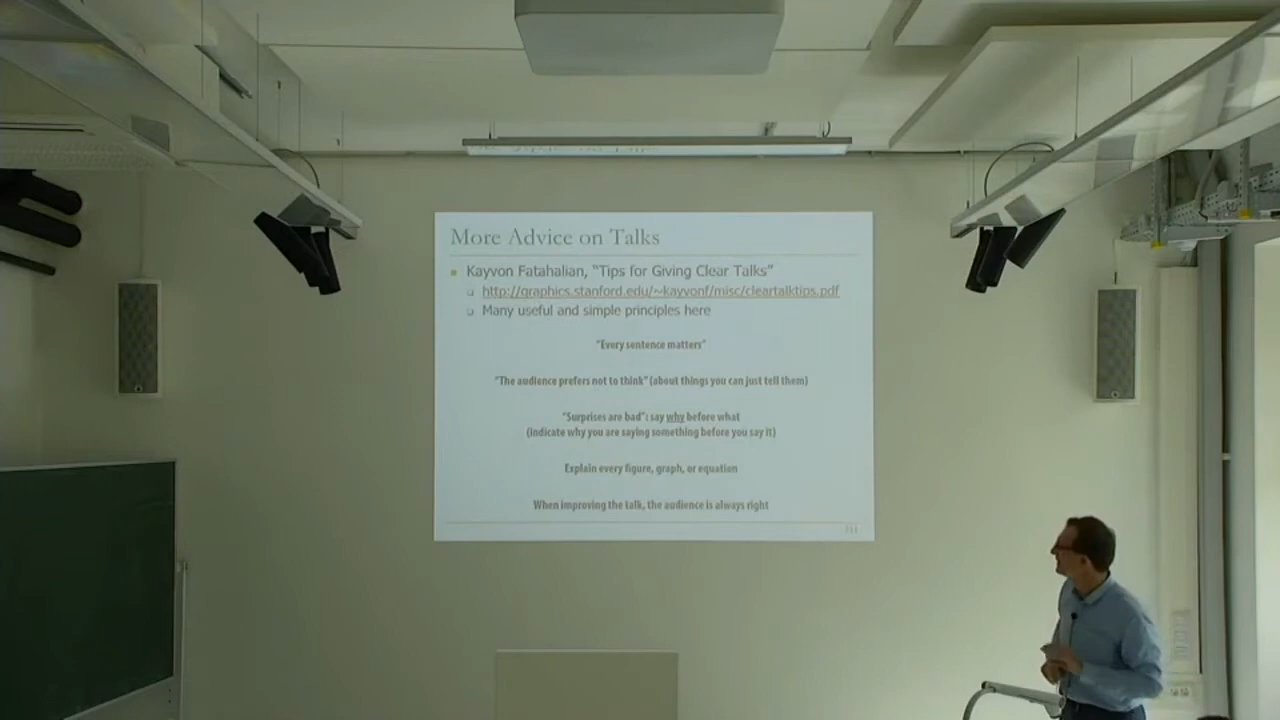 More Advice on Talks
Kayvon Fatahalian, “Tips for Giving Clear Talks”
http://graphics.stanford.edu/~kayvonf/misc/cleartalktips.pdf
Many useful and simple principles here
“Every sentence matters”
“The audience prefers not to think” (about things you can just tell them)
“Surprises are bad”: say why before what
(indicate why you are saying something before you say it)
Explain every figure, graph, or equation
When improving the talk, the audience is always right